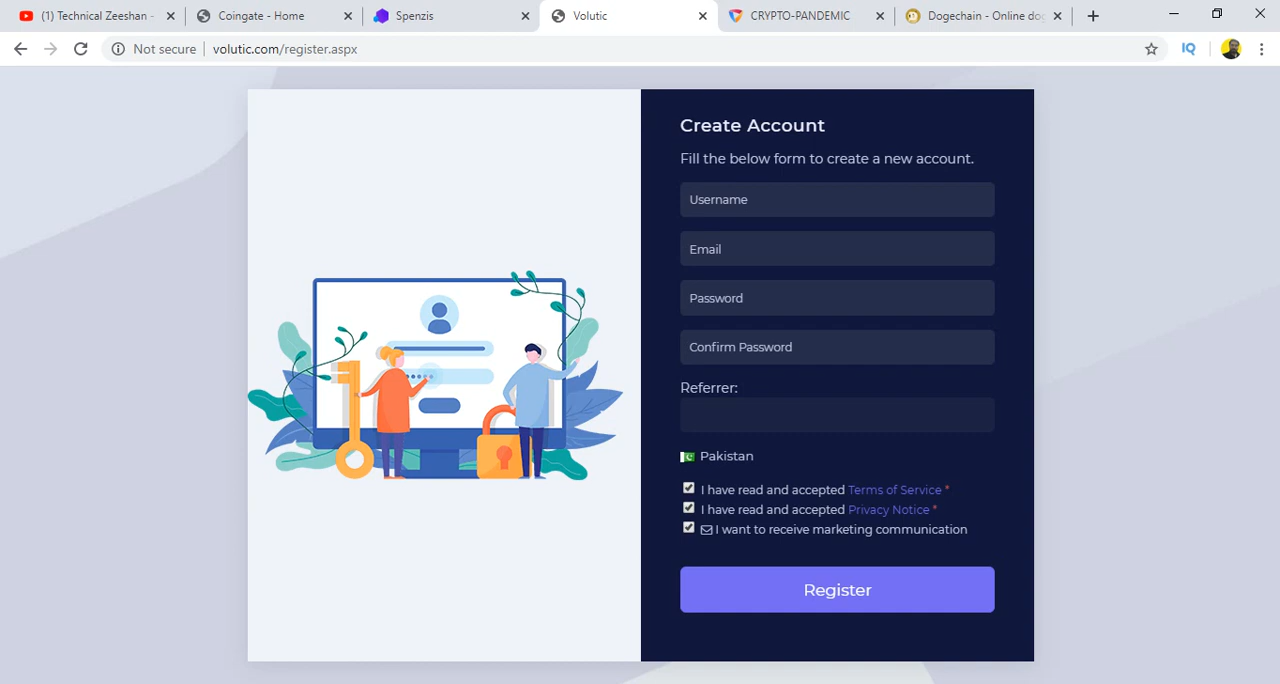 (1) Technical Zeeshan -
Coingate - Home
Spenzis
Volutic
CRYPTO-PANDEMIC
Dogechain - Online dog
Not secure
volutic.com/register.aspx
IQ
Create Account
Fill the below form to create a new account.
Username
Email
Password
Confirm Password
Referrer:
Pakistan
I have read and accepted Terms of Service *
I have read and accepted Privacy Notice *
I want to receive marketing communication
Register